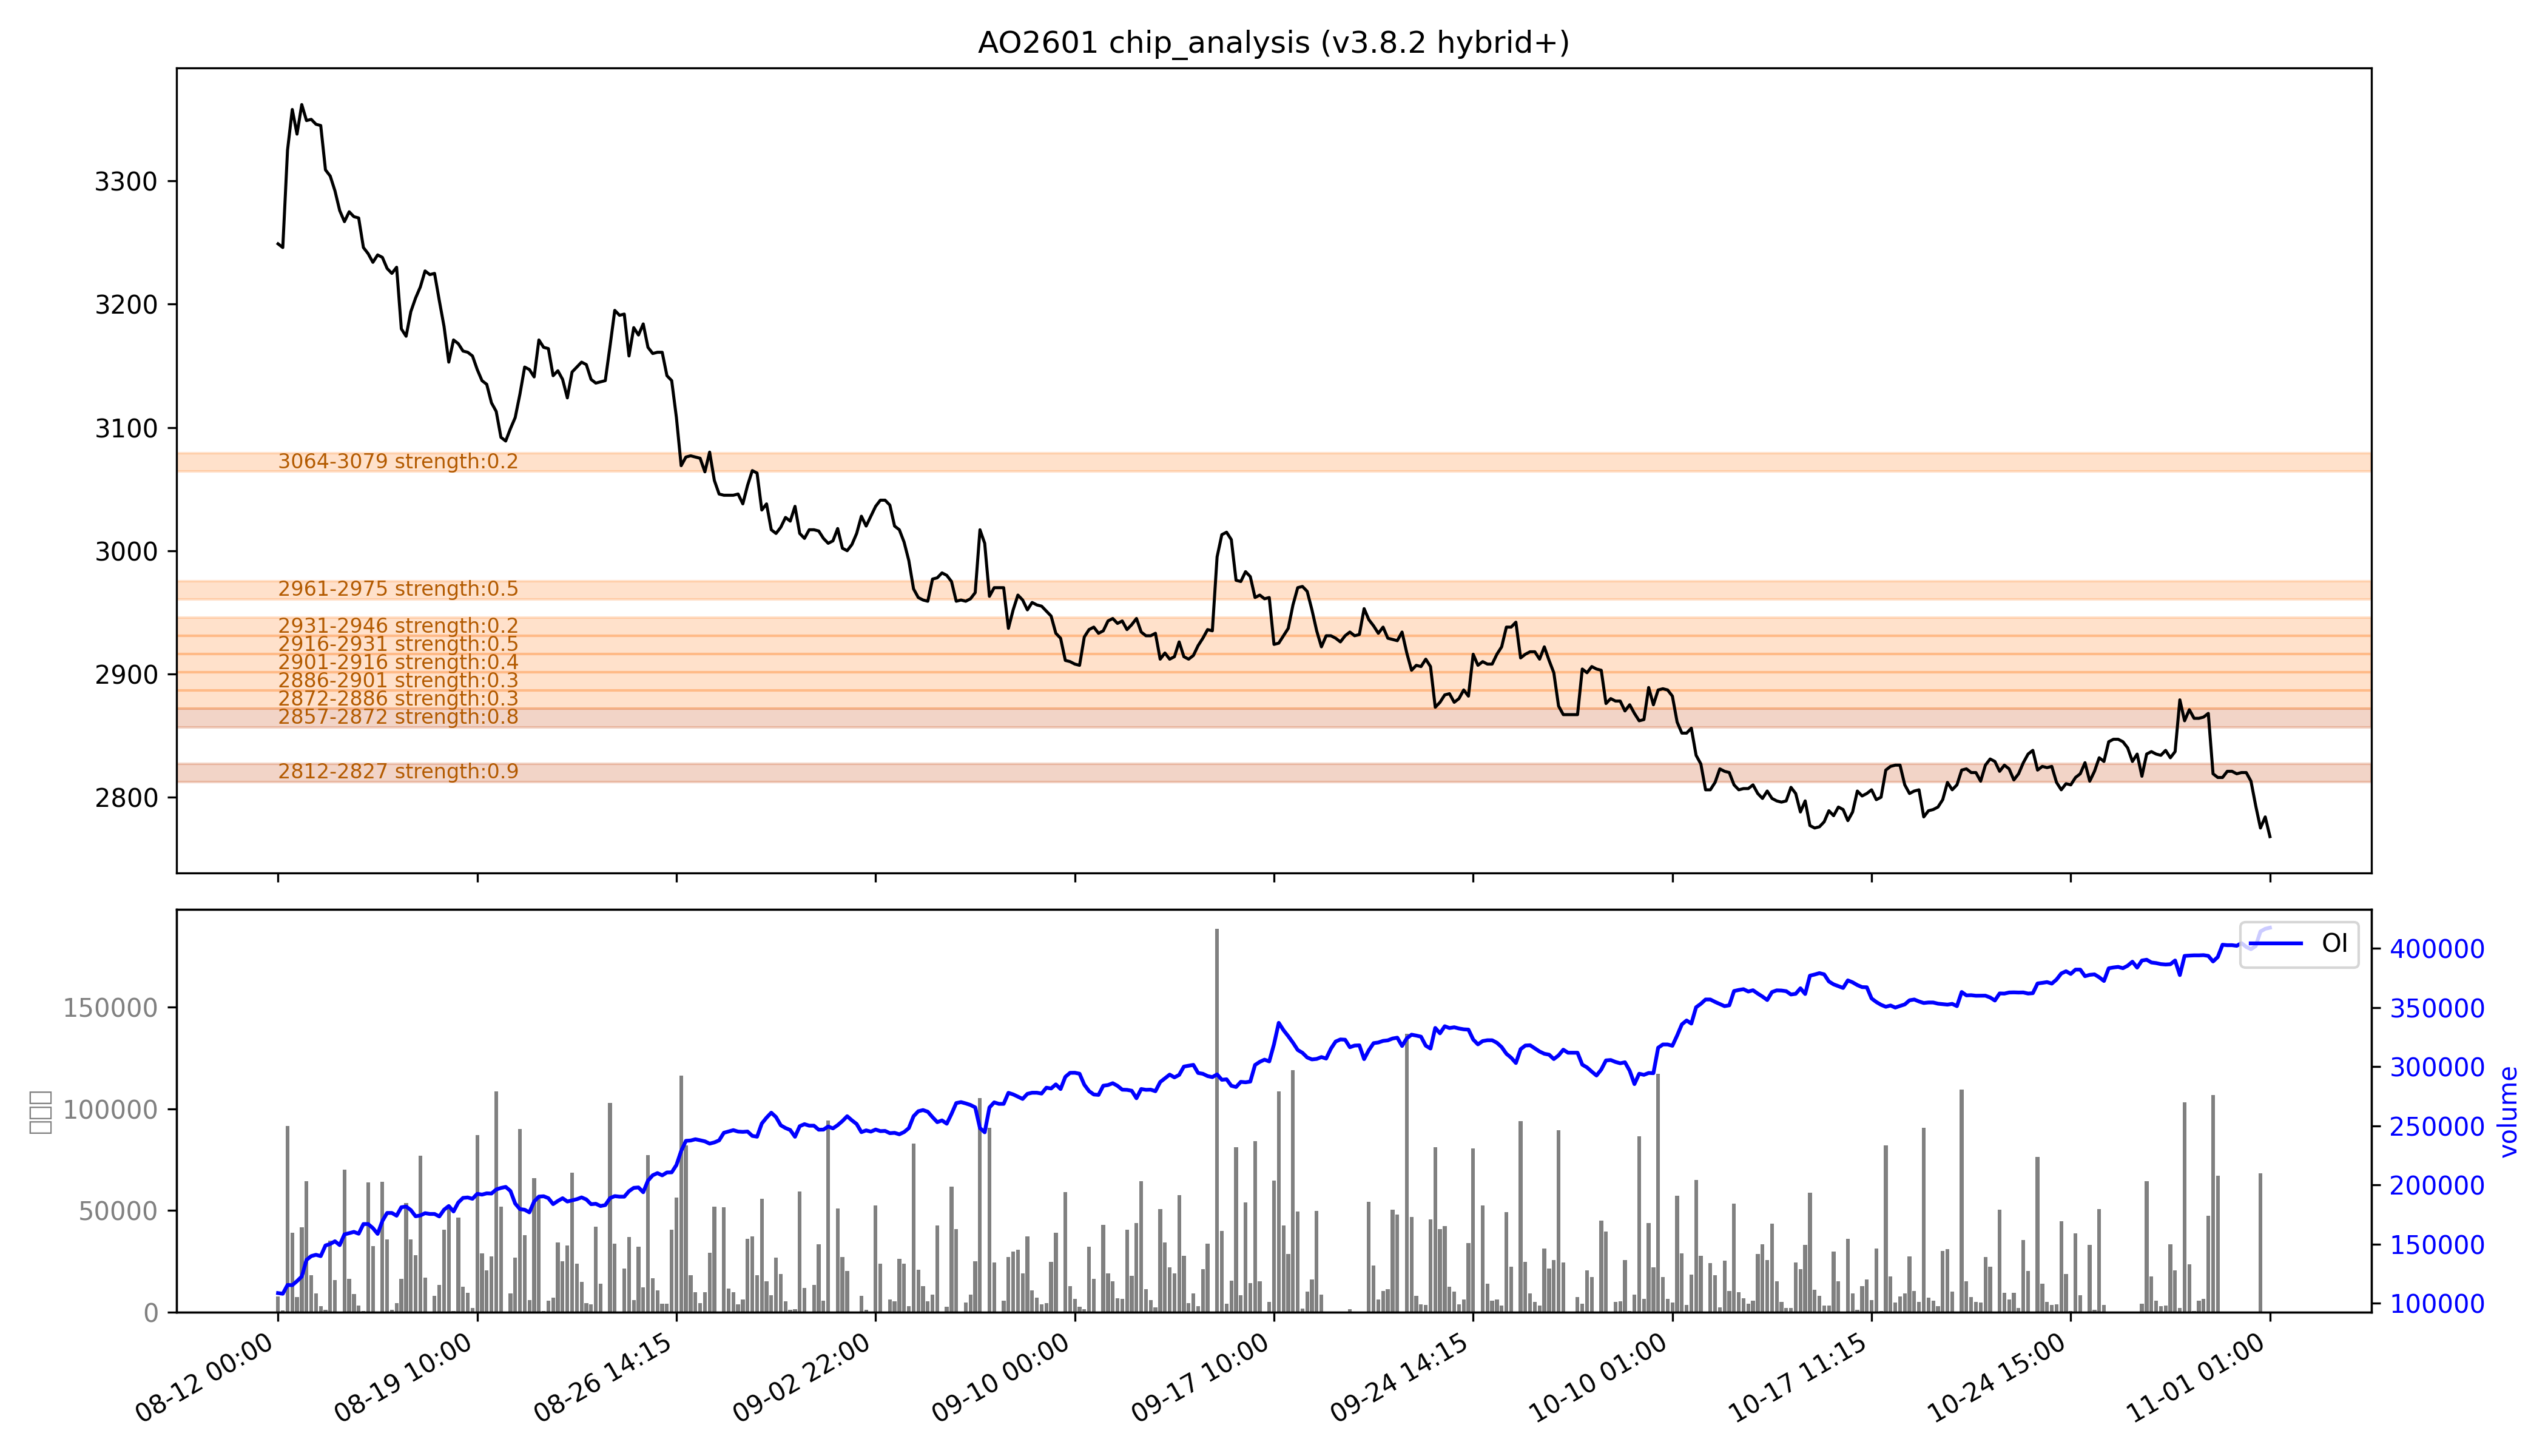 AO2601 chip_analysis (v3.8.2 hybrid+)
3300
3200
3100
3000
2900
2800
3064-3079 strength:0.2
2961-2975 strength:0.5
2931-2946 strength:0.2
2916-2931 strength:0.5
2901-2916 strength:0.4
2886-2901 strength:0.3
2872-2886 strength:0.3
2857-2872 strength:0.8
2812-2827 strength:0.9
150000
100000
50000
0
OI
400000
350000
300000
250000
200000
150000
100000
volume
08-12 00:00
08-19 10:00
08-26 14:15
09-02 22:00
09-10 00:00
09-17 10:00
09-24 14:15
10-10 01:00
10-17 11:15
10-24 15:00
11-01 01:00